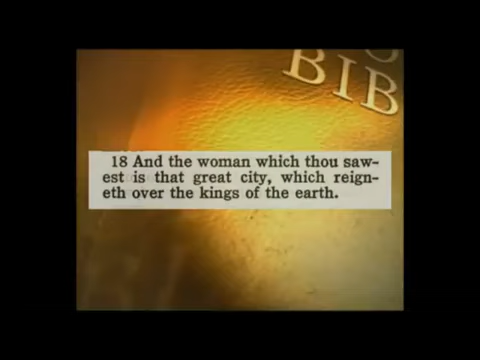 BIB
18 And the woman which thou saw-
est is that great city, which reign-
eth over the kings of the earth.